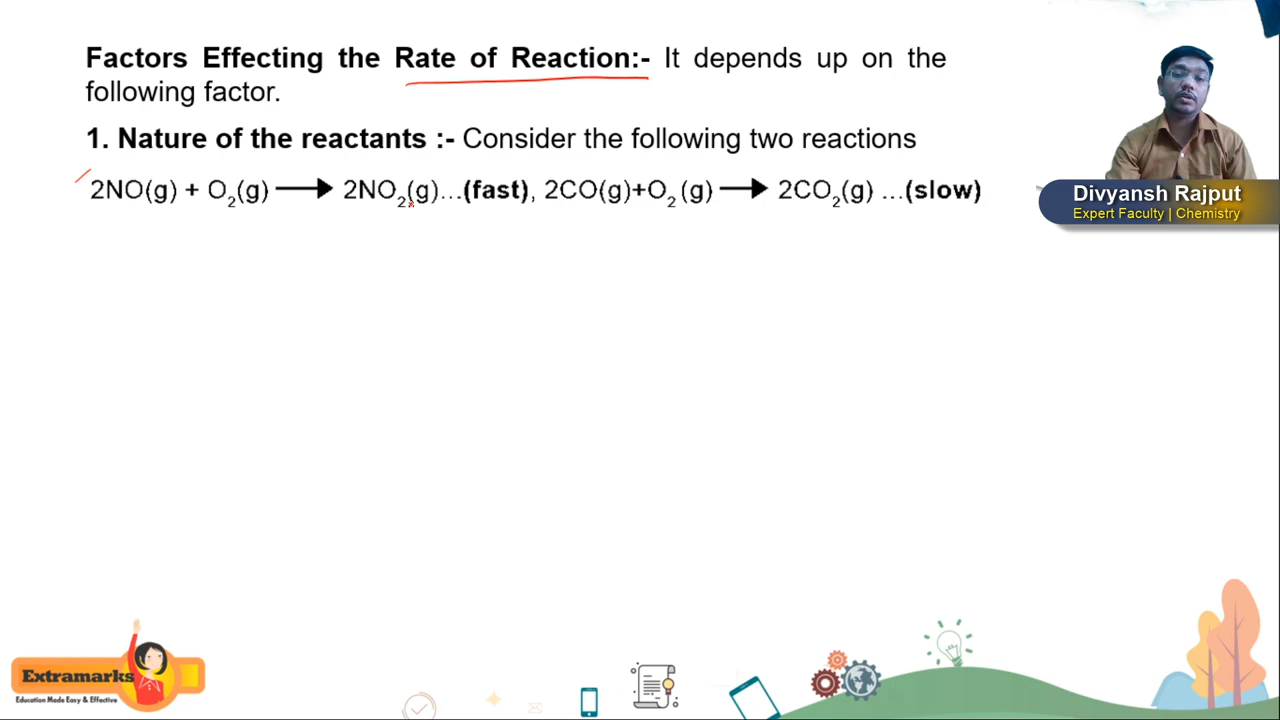 Factors Effecting the Rate of Reaction:- It depends up on the
following factor.
1. Nature of the reactants :- Consider the following two reactions
2NO(g) + O₂(g) ⟶ 2NO₂(g)...(fast), 2CO(g)+O₂ (g) ⟶ 2CO₂(g) ...(slow)
Divyansh Rajput
Expert Faculty | Chemistry
Extramarks
Education Made Easy & Effective